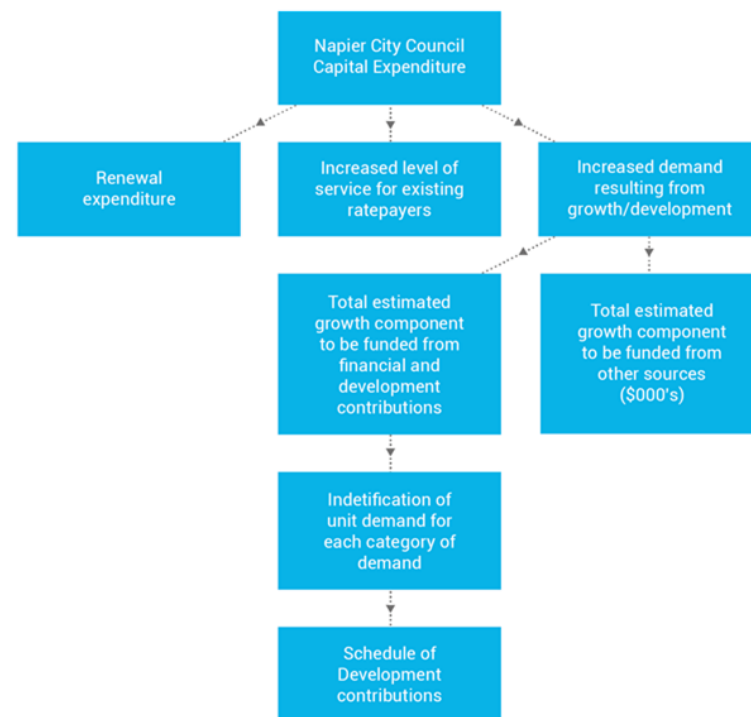 Napier City Council
Capital Expenditure
Renewal
expenditure
Increased level of
service for existing
ratepayers
Increased demand
resulting from
growth/development
Total estimated
growth component
to be funded from
financial and
development
contributions
Total estimated
growth component
to be funded from
other sources
($000's)
Indetification of
unit demand for
each category of
demand
Schedule of
Development
contributions